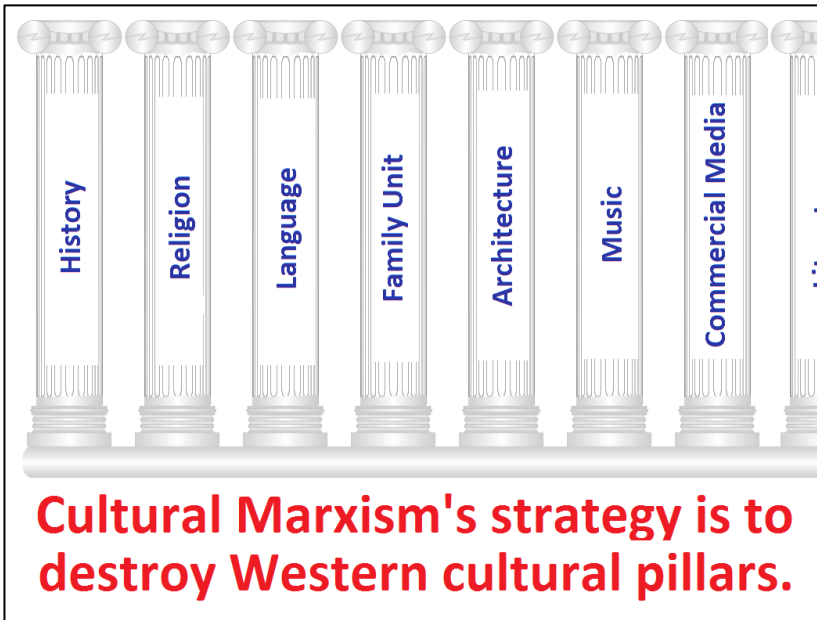 History
Religion
Language
Family Unit
Architecture
Music
Commercial Media
Cultural Marxism's strategy is to
destroy Western cultural pillars.